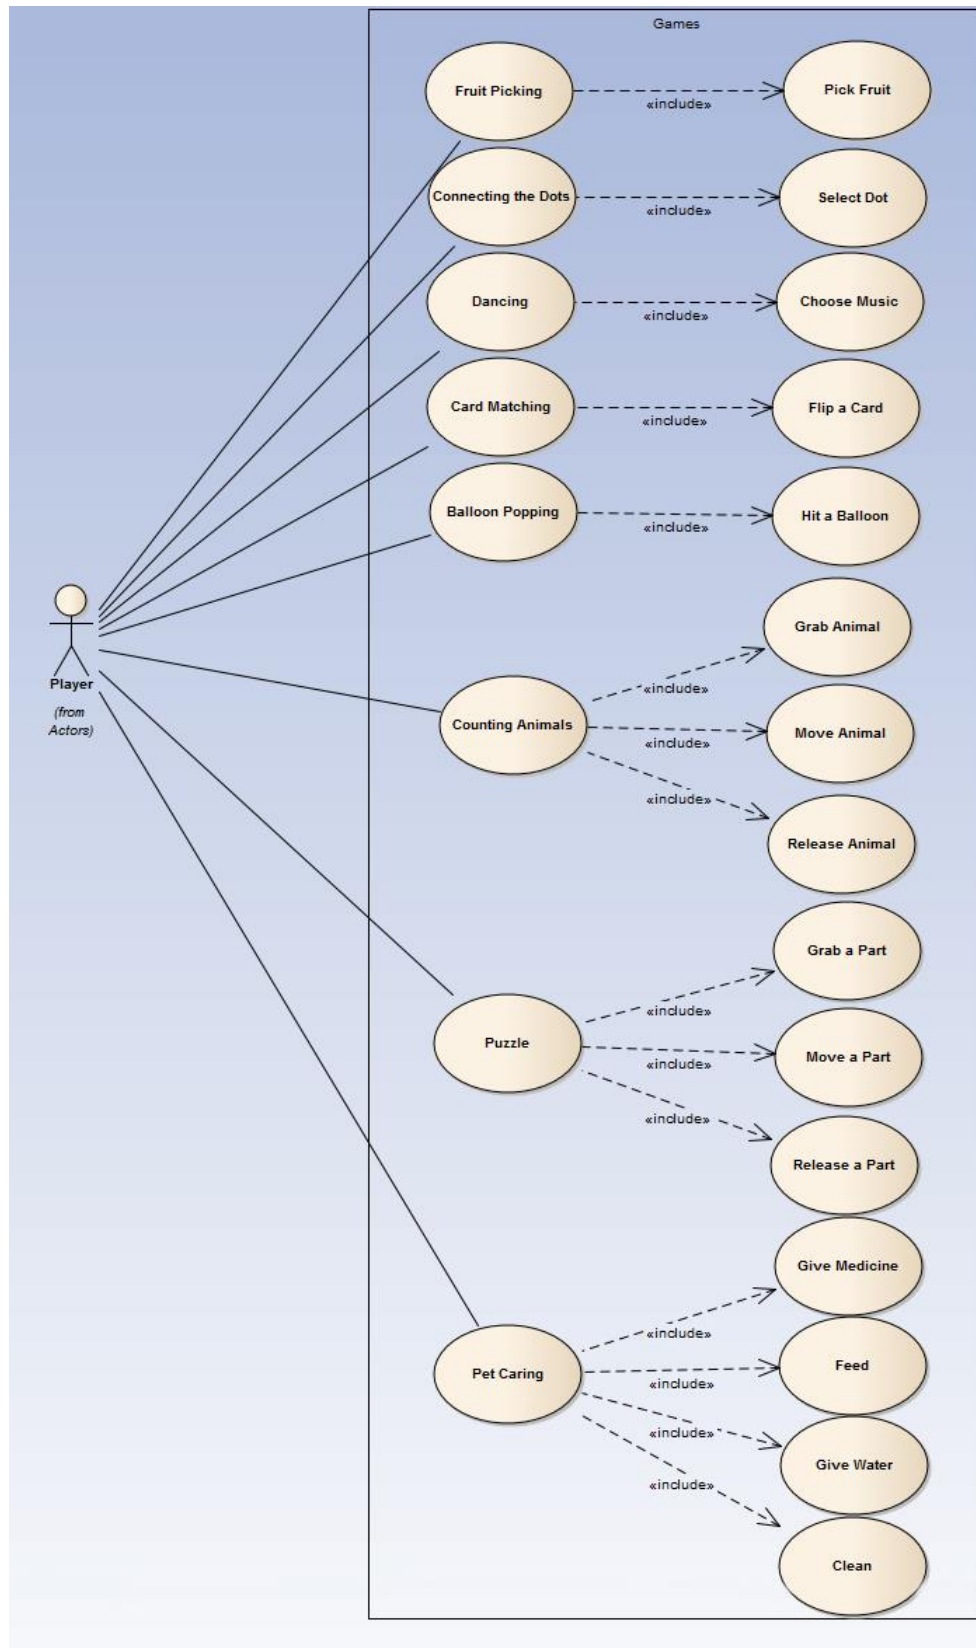 Games
Fruit Picking
«include»
Pick Fruit
Connecting the Dots
«include»
Select Dot
Dancing
«include»
Choose Music
Card Matching
«include»
Flip a Card
Balloon Popping
«include»
Hit a Balloon
Player
(from
Actors)
Counting Animals
«include»
Grab Animal
«include»
Move Animal
«include»
Release Animal
Puzzle
«include»
Grab a Part
«include»
Move a Part
«include»
Release a Part
Pet Caring
«include»
Give Medicine
«include»
Feed
«include»
Give Water
«include»
Clean